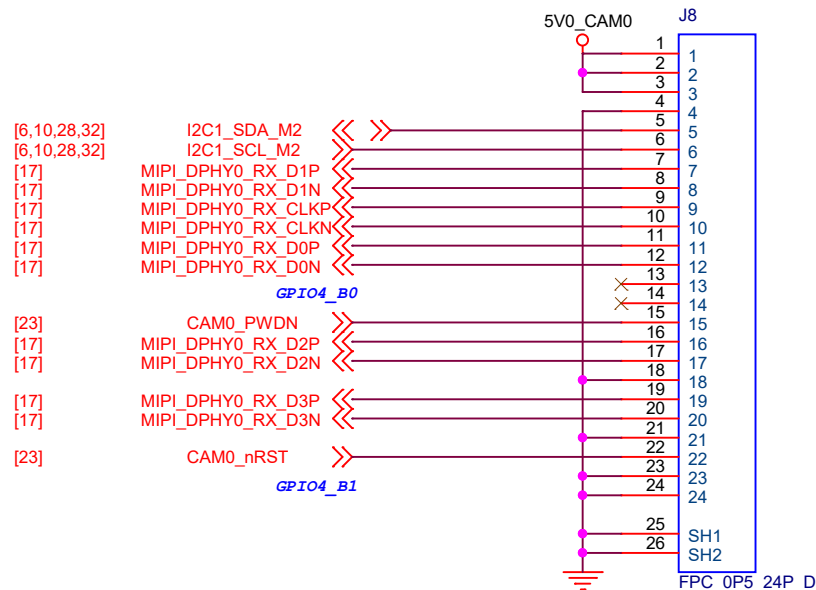 J8
5V0_CAM0
1 1
2 2
3 3
4 4
[6,10,28,32] I2C1_SDA_M2 5 5
[6,10,28,32] I2C1_SCL_M2 6 6
[17] MIPI_DPHY0_RX_D1P 7 7
[17] MIPI_DPHY0_RX_D1N 8 8
[17] MIPI_DPHY0_RX_CLKP 9 9
[17] MIPI_DPHY0_RX_CLKN 10 10
[17] MIPI_DPHY0_RX_D0P 11 11
[17] MIPI_DPHY0_RX_D0N 12 12
13 13
GPIO4_B0
14 14
[23] CAM0_PWDN 15 15
[17] MIPI_DPHY0_RX_D2P 16 16
[17] MIPI_DPHY0_RX_D2N 17 17
18 18
[17] MIPI_DPHY0_RX_D3P 19 19
[17] MIPI_DPHY0_RX_D3N 20 20
21 21
[23] CAM0_nRST 22 22
23 23
GPIO4_B1
24 24
25 SH1
26 SH2
FPC_0P5_24P_D